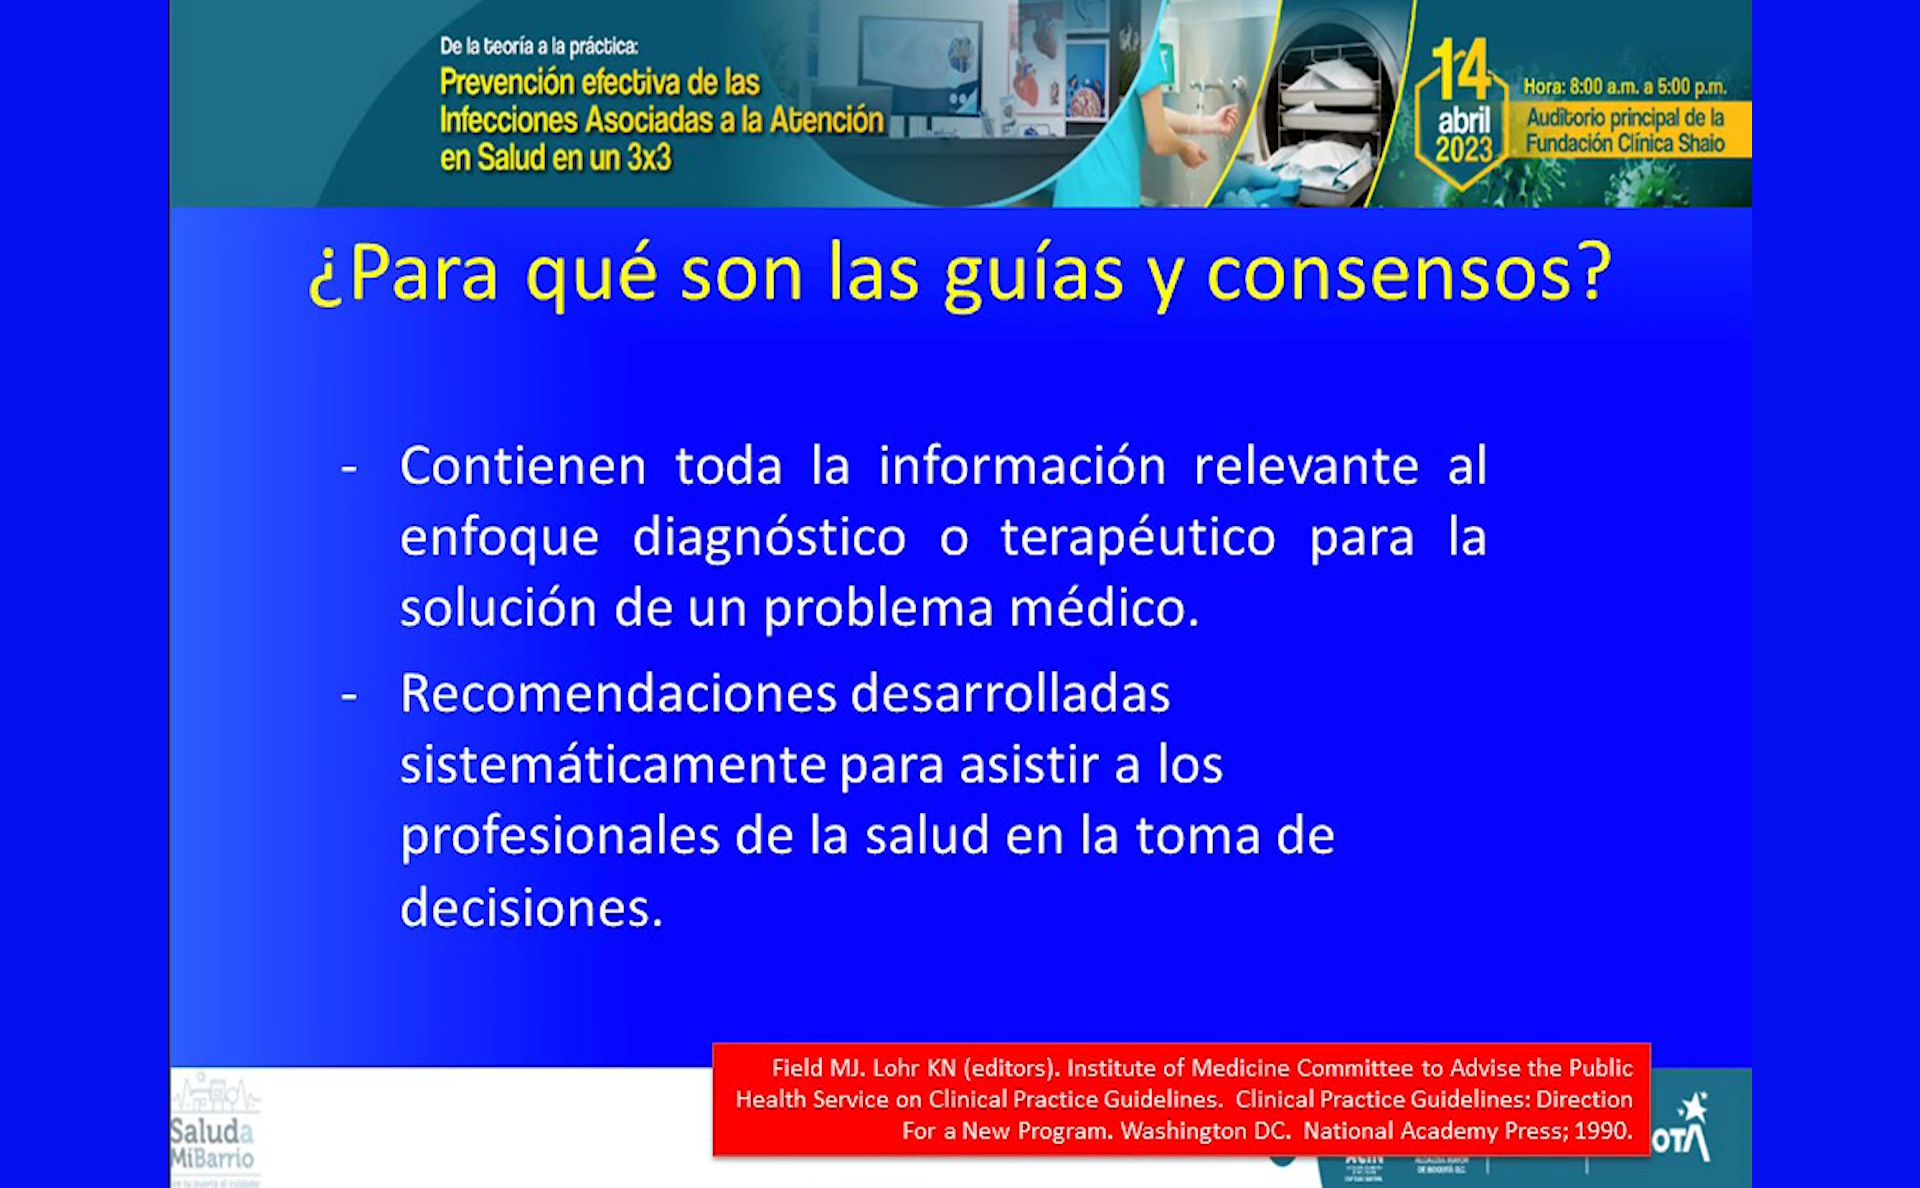 De la teoría a la práctica:
Prevención efectiva de las
Infecciones Asociadas a la Atención
en Salud en un 3x3
14
abril
2023
Hora: 8:00 a.m. a 5:00 p.m.
Auditorio principal de la
Fundación Clínica Shaio
¿Para qué son las guías y consensos?
- Contienen toda la información relevante al
enfoque diagnóstico o terapéutico para la
solución de un problema médico.
- Recomendaciones desarrolladas
sistemáticamente para asistir a los
profesionales de la salud en la toma de
decisiones.
Field MJ. Lohr KN (editors). Institute of Medicine Committee to Advise the Public
Health Service on Clinical Practice Guidelines. Clinical Practice Guidelines: Direction
For a New Program. Washington DC. National Academy Press; 1990.
Saluda
MiBarrio
DE BOGOTÁ D.C.
OTA